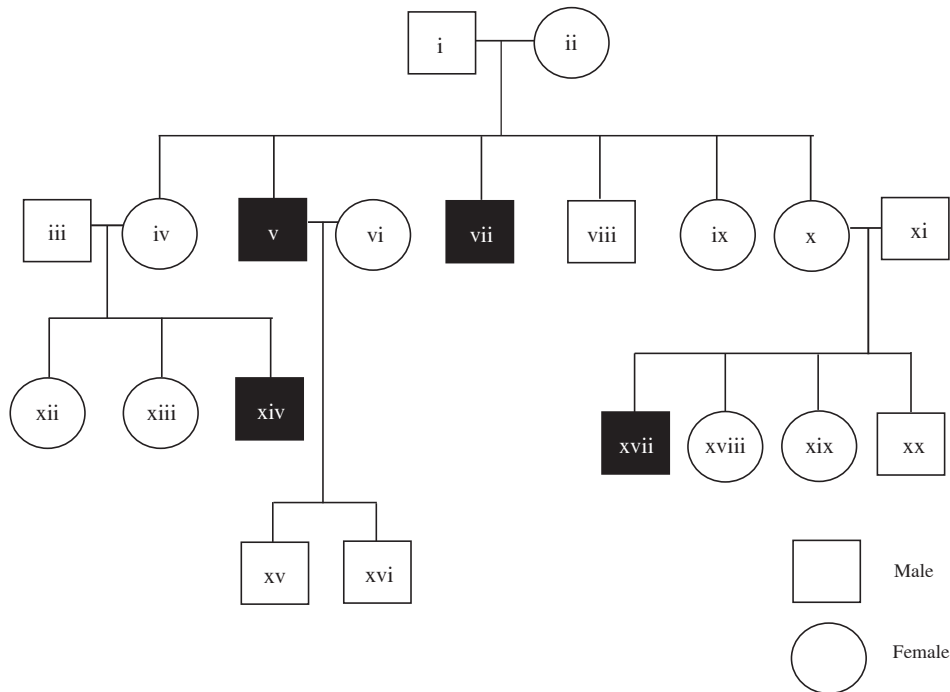 i ii
iii iv v vi vii viii ix x xi
xii xiii xiv xvii xviii xix xx
xv xvi
Male
Female